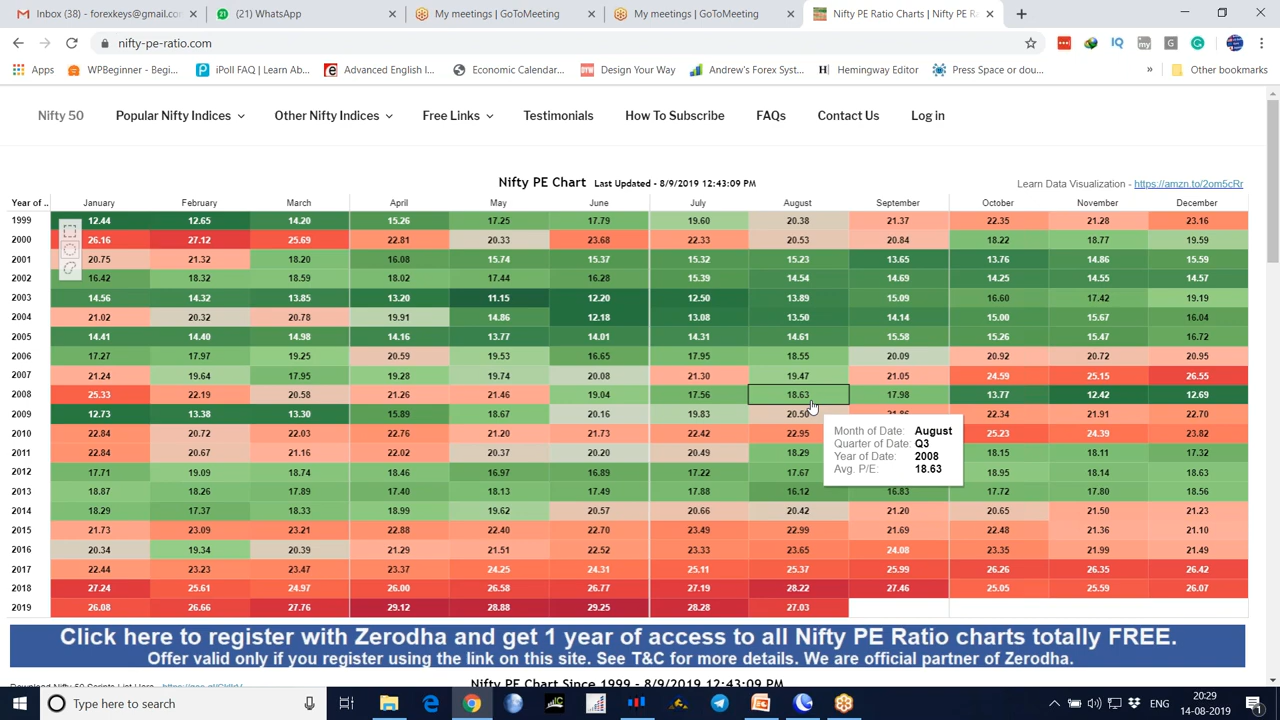 Inbox (38) - forexkeys@gmail.co
(21) WhatsApp
My meetings | GoToMeeting
My meetings | GoToMeeting
Nifty PE Ratio Charts | Nifty PE R
nifty-pe-ratio.com
Apps
WPBeginner - Begi...
iPoll FAQ | Learn Ab...
Advanced English I...
Economic Calendar...
Design Your Way
Andrew's Forex Syst...
Hemingway Editor
Press Space or dou...
»
Other bookmarks
Nifty 50
Popular Nifty Indices
Other Nifty Indices
Free Links
Testimonials
How To Subscribe
FAQs
Contact Us
Log in
Nifty PE Chart Last Updated - 8/9/2019 12:43:09 PM
Learn Data Visualization - https://amzn.to/2om5cRr
Year of .. January February March April May June July August September October November December
1999 12.44 12.65 14.20 15.26 17.25 17.79 19.60 20.38 21.37 22.35 21.28 23.16
2000 26.16 27.12 25.69 22.81 20.33 23.68 22.33 20.53 20.84 18.22 18.77 19.59
2001 20.75 21.32 18.20 16.08 15.74 15.37 15.32 15.23 13.65 13.76 14.86 15.59
2002 16.42 18.32 18.59 18.02 17.44 16.28 15.39 14.54 14.69 14.25 14.55 14.57
2003 14.56 14.32 13.85 13.20 11.15 12.20 12.50 13.89 15.09 16.60 17.42 19.19
2004 21.02 20.32 20.78 19.91 14.86 12.18 13.08 13.50 14.14 15.00 15.67 16.04
2005 14.41 14.40 14.98 14.16 13.77 14.01 14.31 14.61 15.58 15.26 15.47 16.72
2006 17.27 17.97 19.25 20.59 19.53 16.65 17.95 18.55 20.09 20.92 20.72 20.95
2007 21.24 19.64 17.95 19.28 19.74 20.08 21.30 19.47 21.05 24.59 25.15 26.55
2008 25.33 22.19 20.58 21.26 21.46 19.04 17.56 18.63 17.98 13.77 12.42 12.69
2009 12.73 13.38 13.30 15.89 18.67 20.16 19.83 20.50 21.86 22.34 21.91 22.70
2010 22.84 20.72 22.03 22.76 21.20 21.73 22.42 22.95 25.23 24.39 23.82
2011 22.84 20.67 21.16 22.02 20.37 20.20 20.49 18.29 18.15 18.11 17.32
2012 17.71 19.09 18.74 18.46 16.97 16.89 17.22 17.67 18.95 18.14 18.63
2013 18.87 18.26 17.89 17.40 18.13 17.49 17.88 16.12 16.83 17.72 17.80 18.56
2014 18.29 17.37 18.33 18.99 19.62 20.57 20.66 20.42 21.20 20.65 21.50 21.23
2015 21.73 23.09 23.21 22.88 22.40 22.70 23.49 22.99 21.69 22.48 21.36 21.10
2016 20.34 19.34 20.39 21.29 21.51 22.52 23.33 23.65 24.08 23.35 21.99 21.49
2017 22.44 23.23 23.47 23.37 24.25 24.31 25.11 25.37 25.99 26.26 26.35 26.42
2018 27.24 25.61 24.97 26.00 26.58 26.77 27.19 28.22 27.46 25.05 25.59 26.07
2019 26.08 26.66 27.76 29.12 28.88 29.25 28.28 27.03
Month of Date: August
Quarter of Date: Q3
Year of Date: 2008
Avg. P/E: 18.63
Click here to register with Zerodha and get 1 year of access to all Nifty PE Ratio charts totally FREE.
Offer valid only if you register using the link on this site. See T&C for more details. We are official partner of Zerodha.
Nifty PE Chart Since 1999 - 8/9/2019 12:43:09 PM
Type here to search
ENG
20:29
14-08-2019